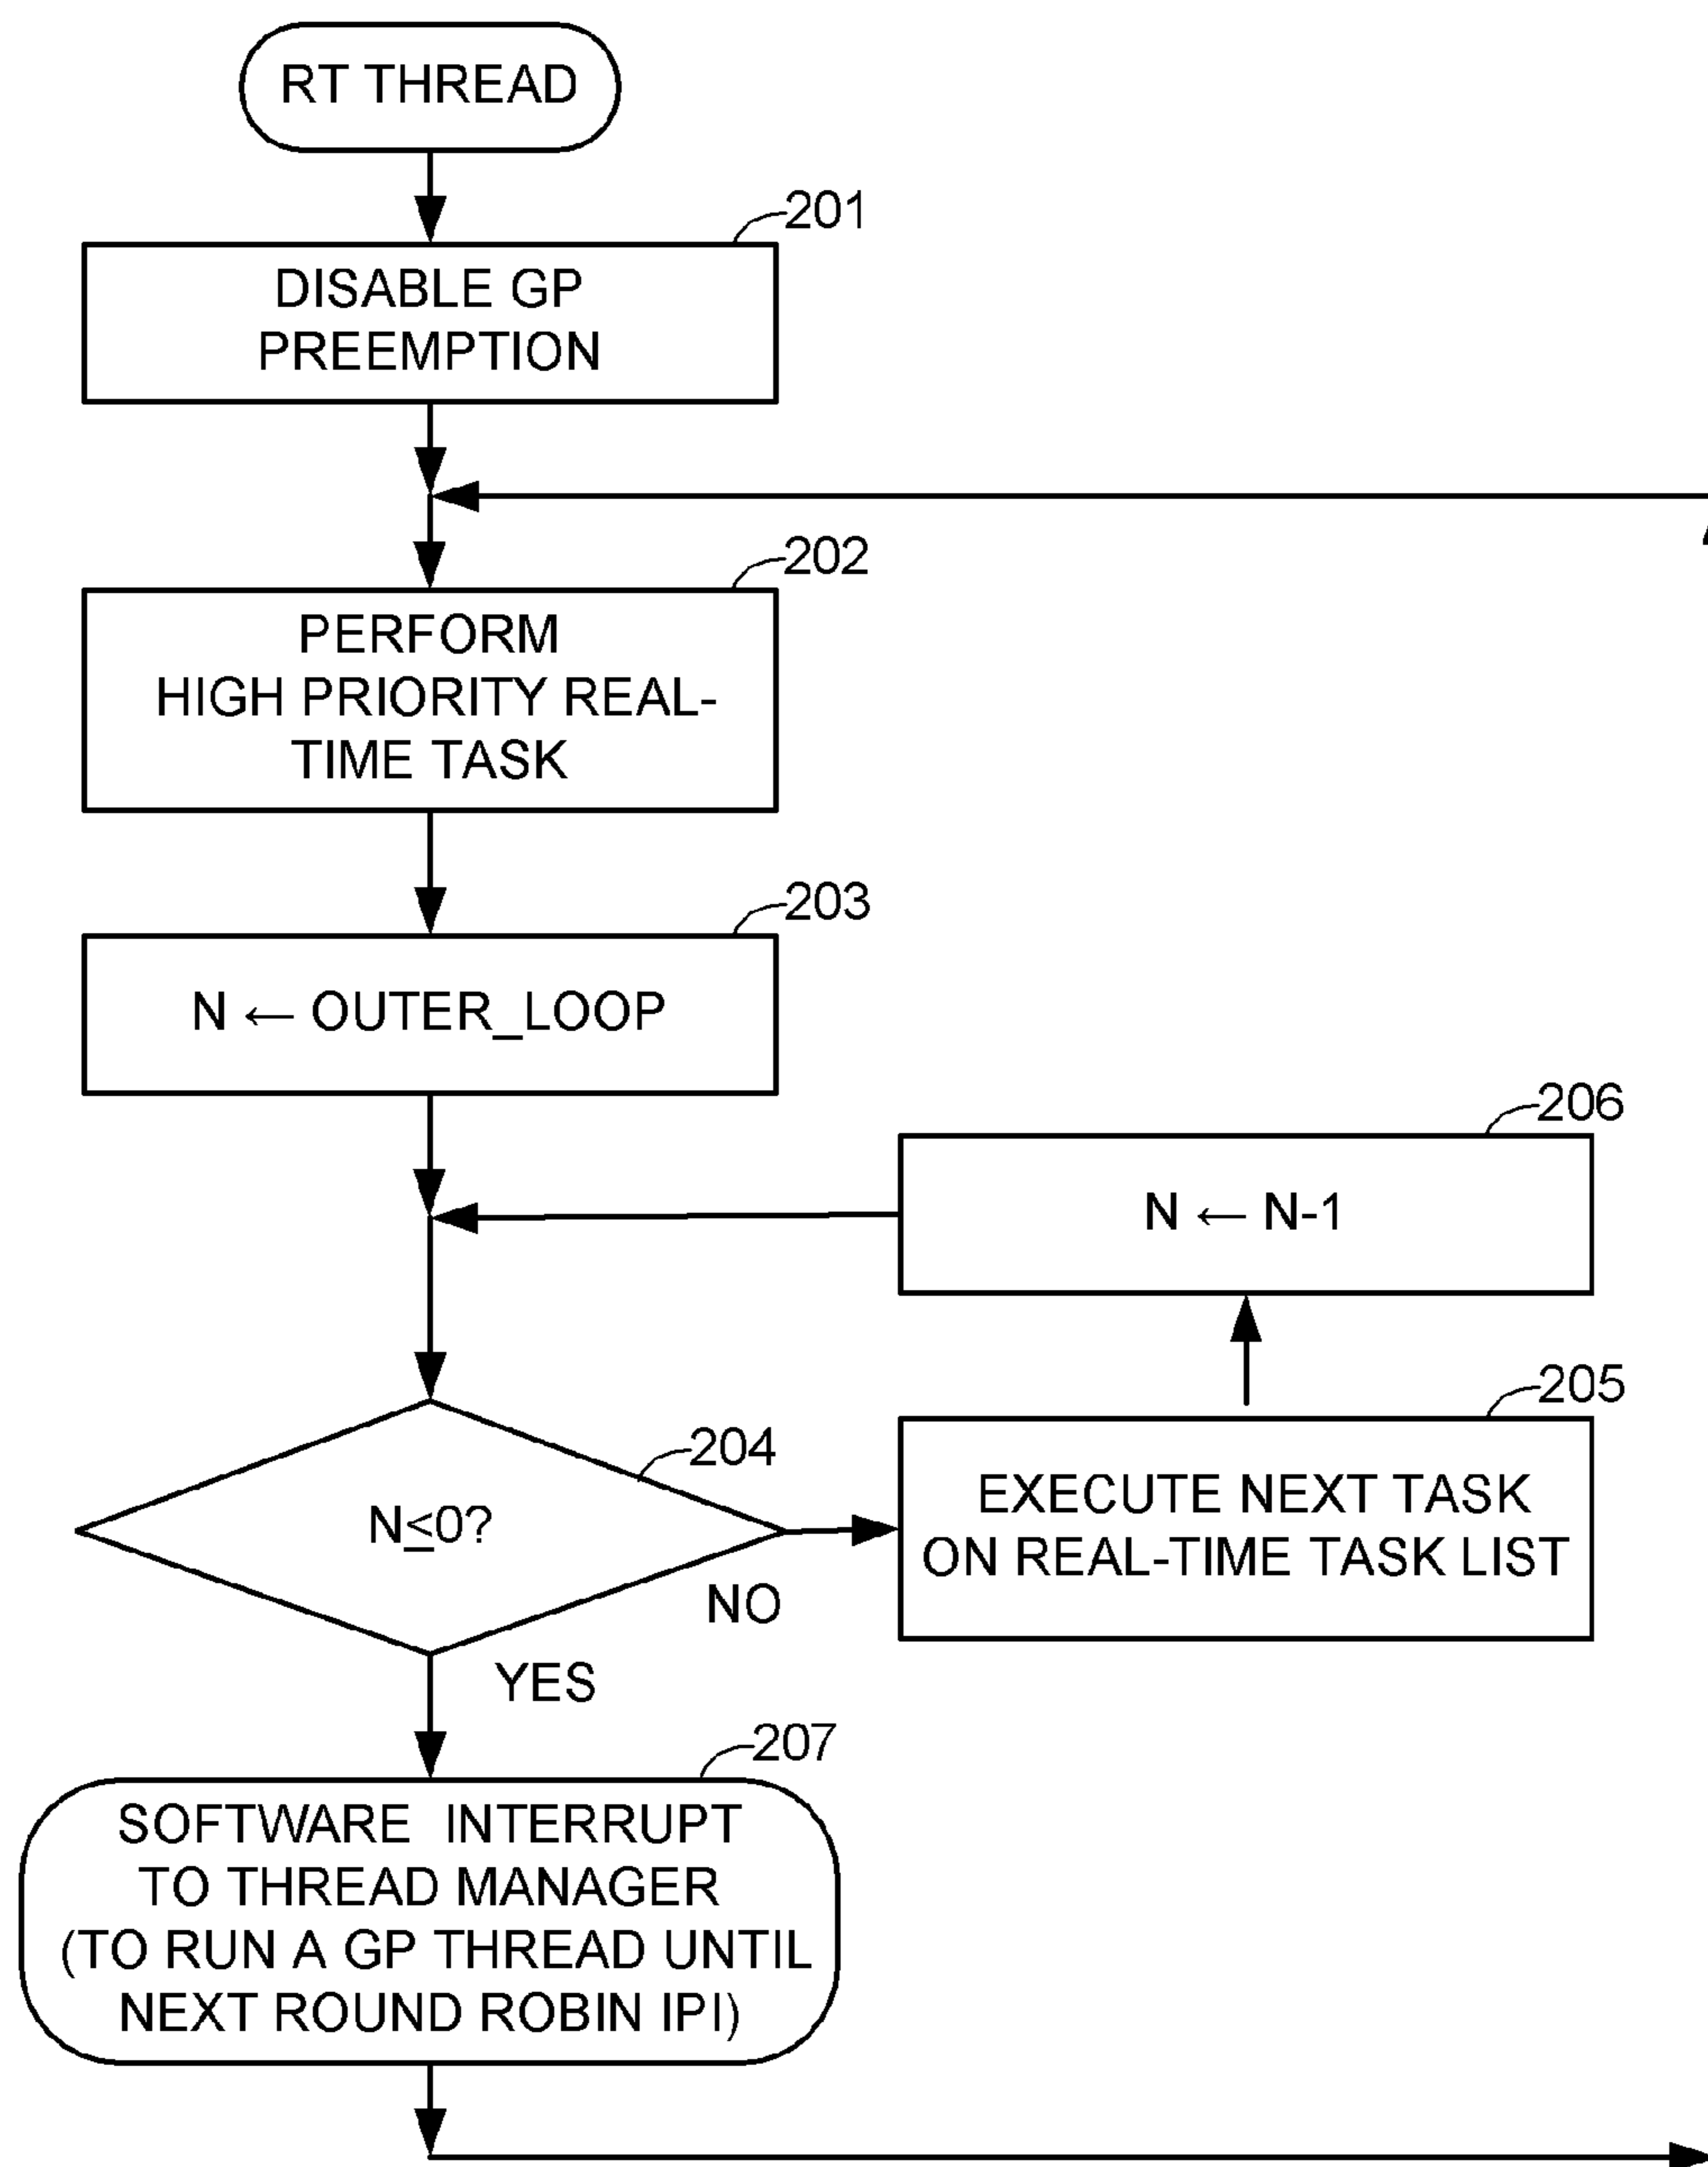 RT THREAD
201
DISABLE GP
PREEMPTION
202
PERFORM
HIGH PRIORITY REAL-
TIME TASK
203
N ← OUTER_LOOP
206
N ← N-1
204
N≤0?
205
EXECUTE NEXT TASK
ON REAL-TIME TASK LIST
NO
YES
207
SOFTWARE INTERRUPT
TO THREAD MANAGER
(TO RUN A GP THREAD UNTIL
NEXT ROUND ROBIN IPI)